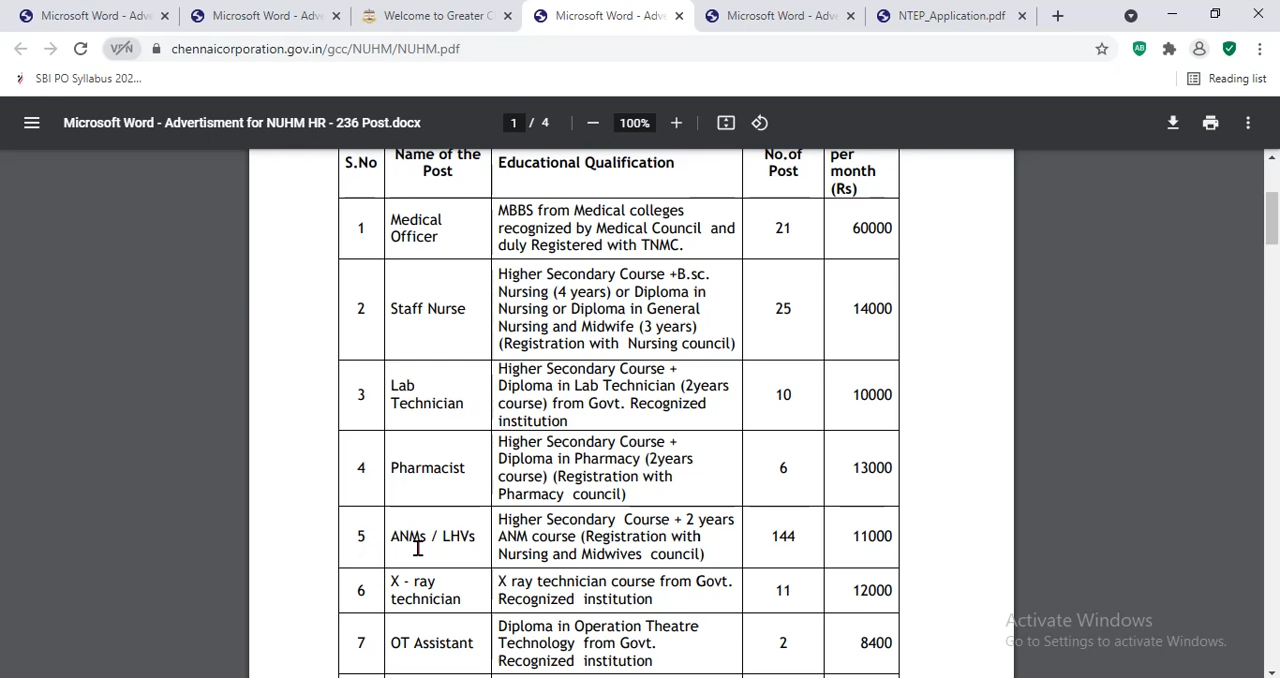 Microsoft Word - Adve
Microsoft Word - Adve
Welcome to Greater C
Microsoft Word - Adve
Microsoft Word - Adve
NTEP_Application.pdf
VPN
chennaicorporation.gov.in/gcc/NUHM/NUHM.pdf
AB
SBI PO Syllabus 202...
Reading list
Microsoft Word - Advertisment for NUHM HR - 236 Post.docx
1 / 4
100%
S.No
Name of the
Post
Educational Qualification
No.of
Post
per
month
(Rs)
1
Medical
Officer
MBBS from Medical colleges
recognized by Medical Council and
duly Registered with TNMC.
21
60000
2
Staff Nurse
Higher Secondary Course +B.sc.
Nursing (4 years) or Diploma in
Nursing or Diploma in General
Nursing and Midwife (3 years)
(Registration with Nursing council)
25
14000
3
Lab
Technician
Higher Secondary Course +
Diploma in Lab Technician (2years
course) from Govt. Recognized
institution
10
10000
4
Pharmacist
Higher Secondary Course +
Diploma in Pharmacy (2years
course) (Registration with
Pharmacy council)
6
13000
5
ANMs / LHVs
Higher Secondary Course + 2 years
ANM course (Registration with
Nursing and Midwives council)
144
11000
6
X - ray
technician
X ray technician course from Govt.
Recognized institution
11
12000
7
OT Assistant
Diploma in Operation Theatre
Technology from Govt.
Recognized institution
2
8400
Activate Windows
Go to Settings to activate Windows.